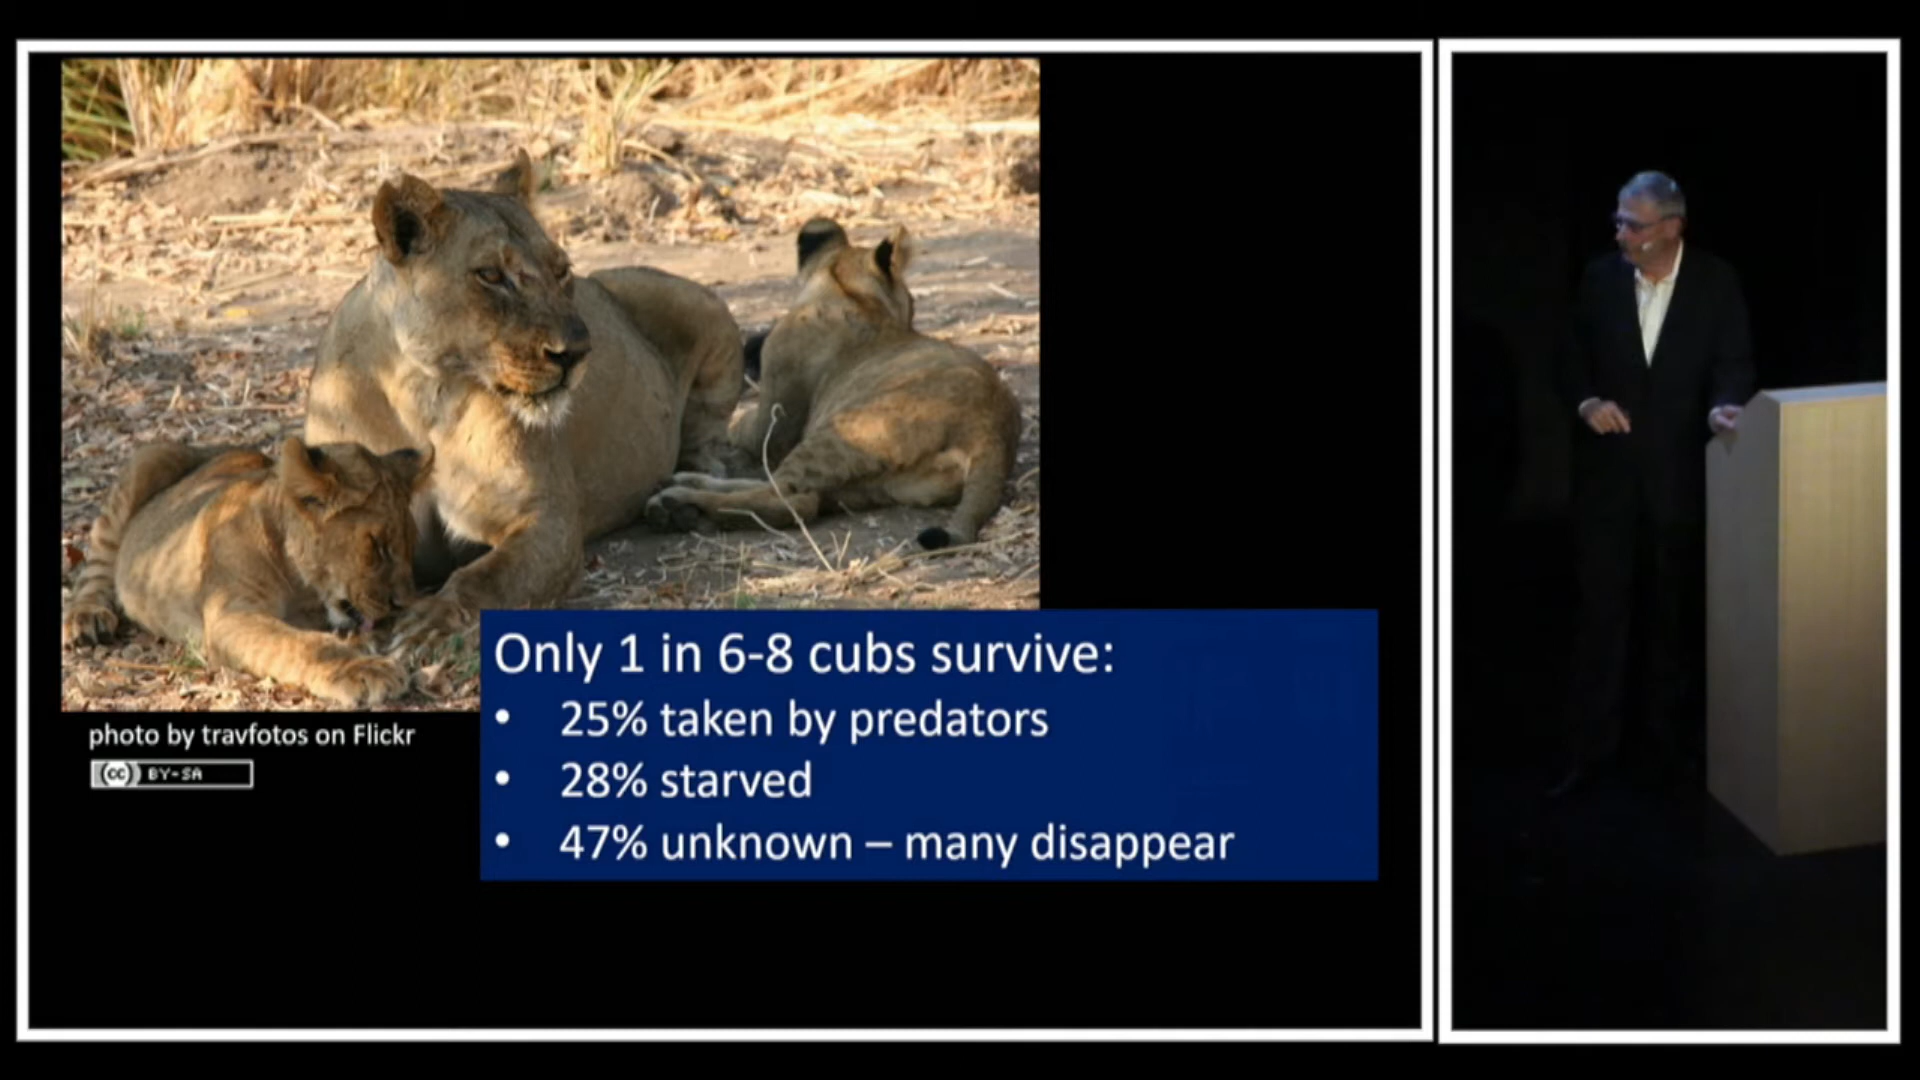 Only 1 in 6-8 cubs survive:
• 25% taken by predators
• 28% starved
• 47% unknown – many disappear
photo by travfotos on Flickr
cc BY-SA